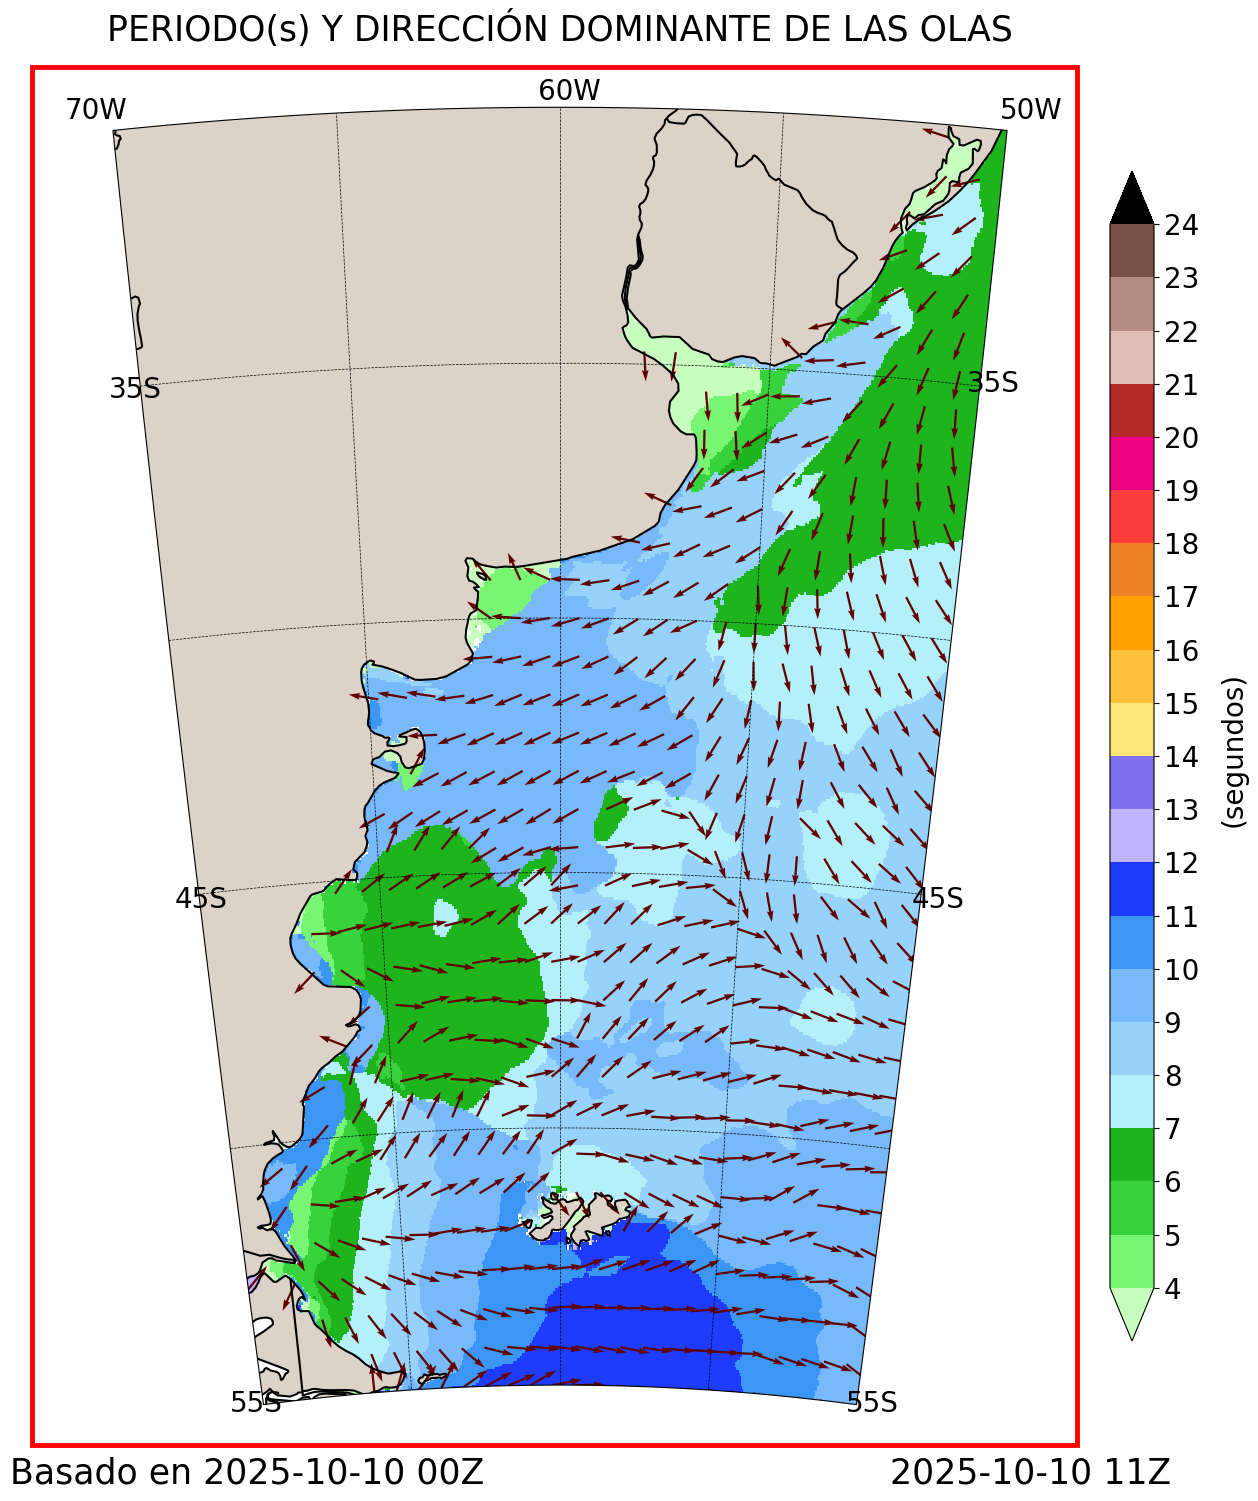 PERIODO(s) Y DIRECCIÓN DOMINANTE DE LAS OLAS
70W
60W
50W
35S
35S
45S
45S
55S
55S
24
23
22
21
20
19
18
17
16
15
14
13
12
11
10
9
8
7
6
5
4
(segundos)
Basado en 2025-10-10 00Z
2025-10-10 11Z